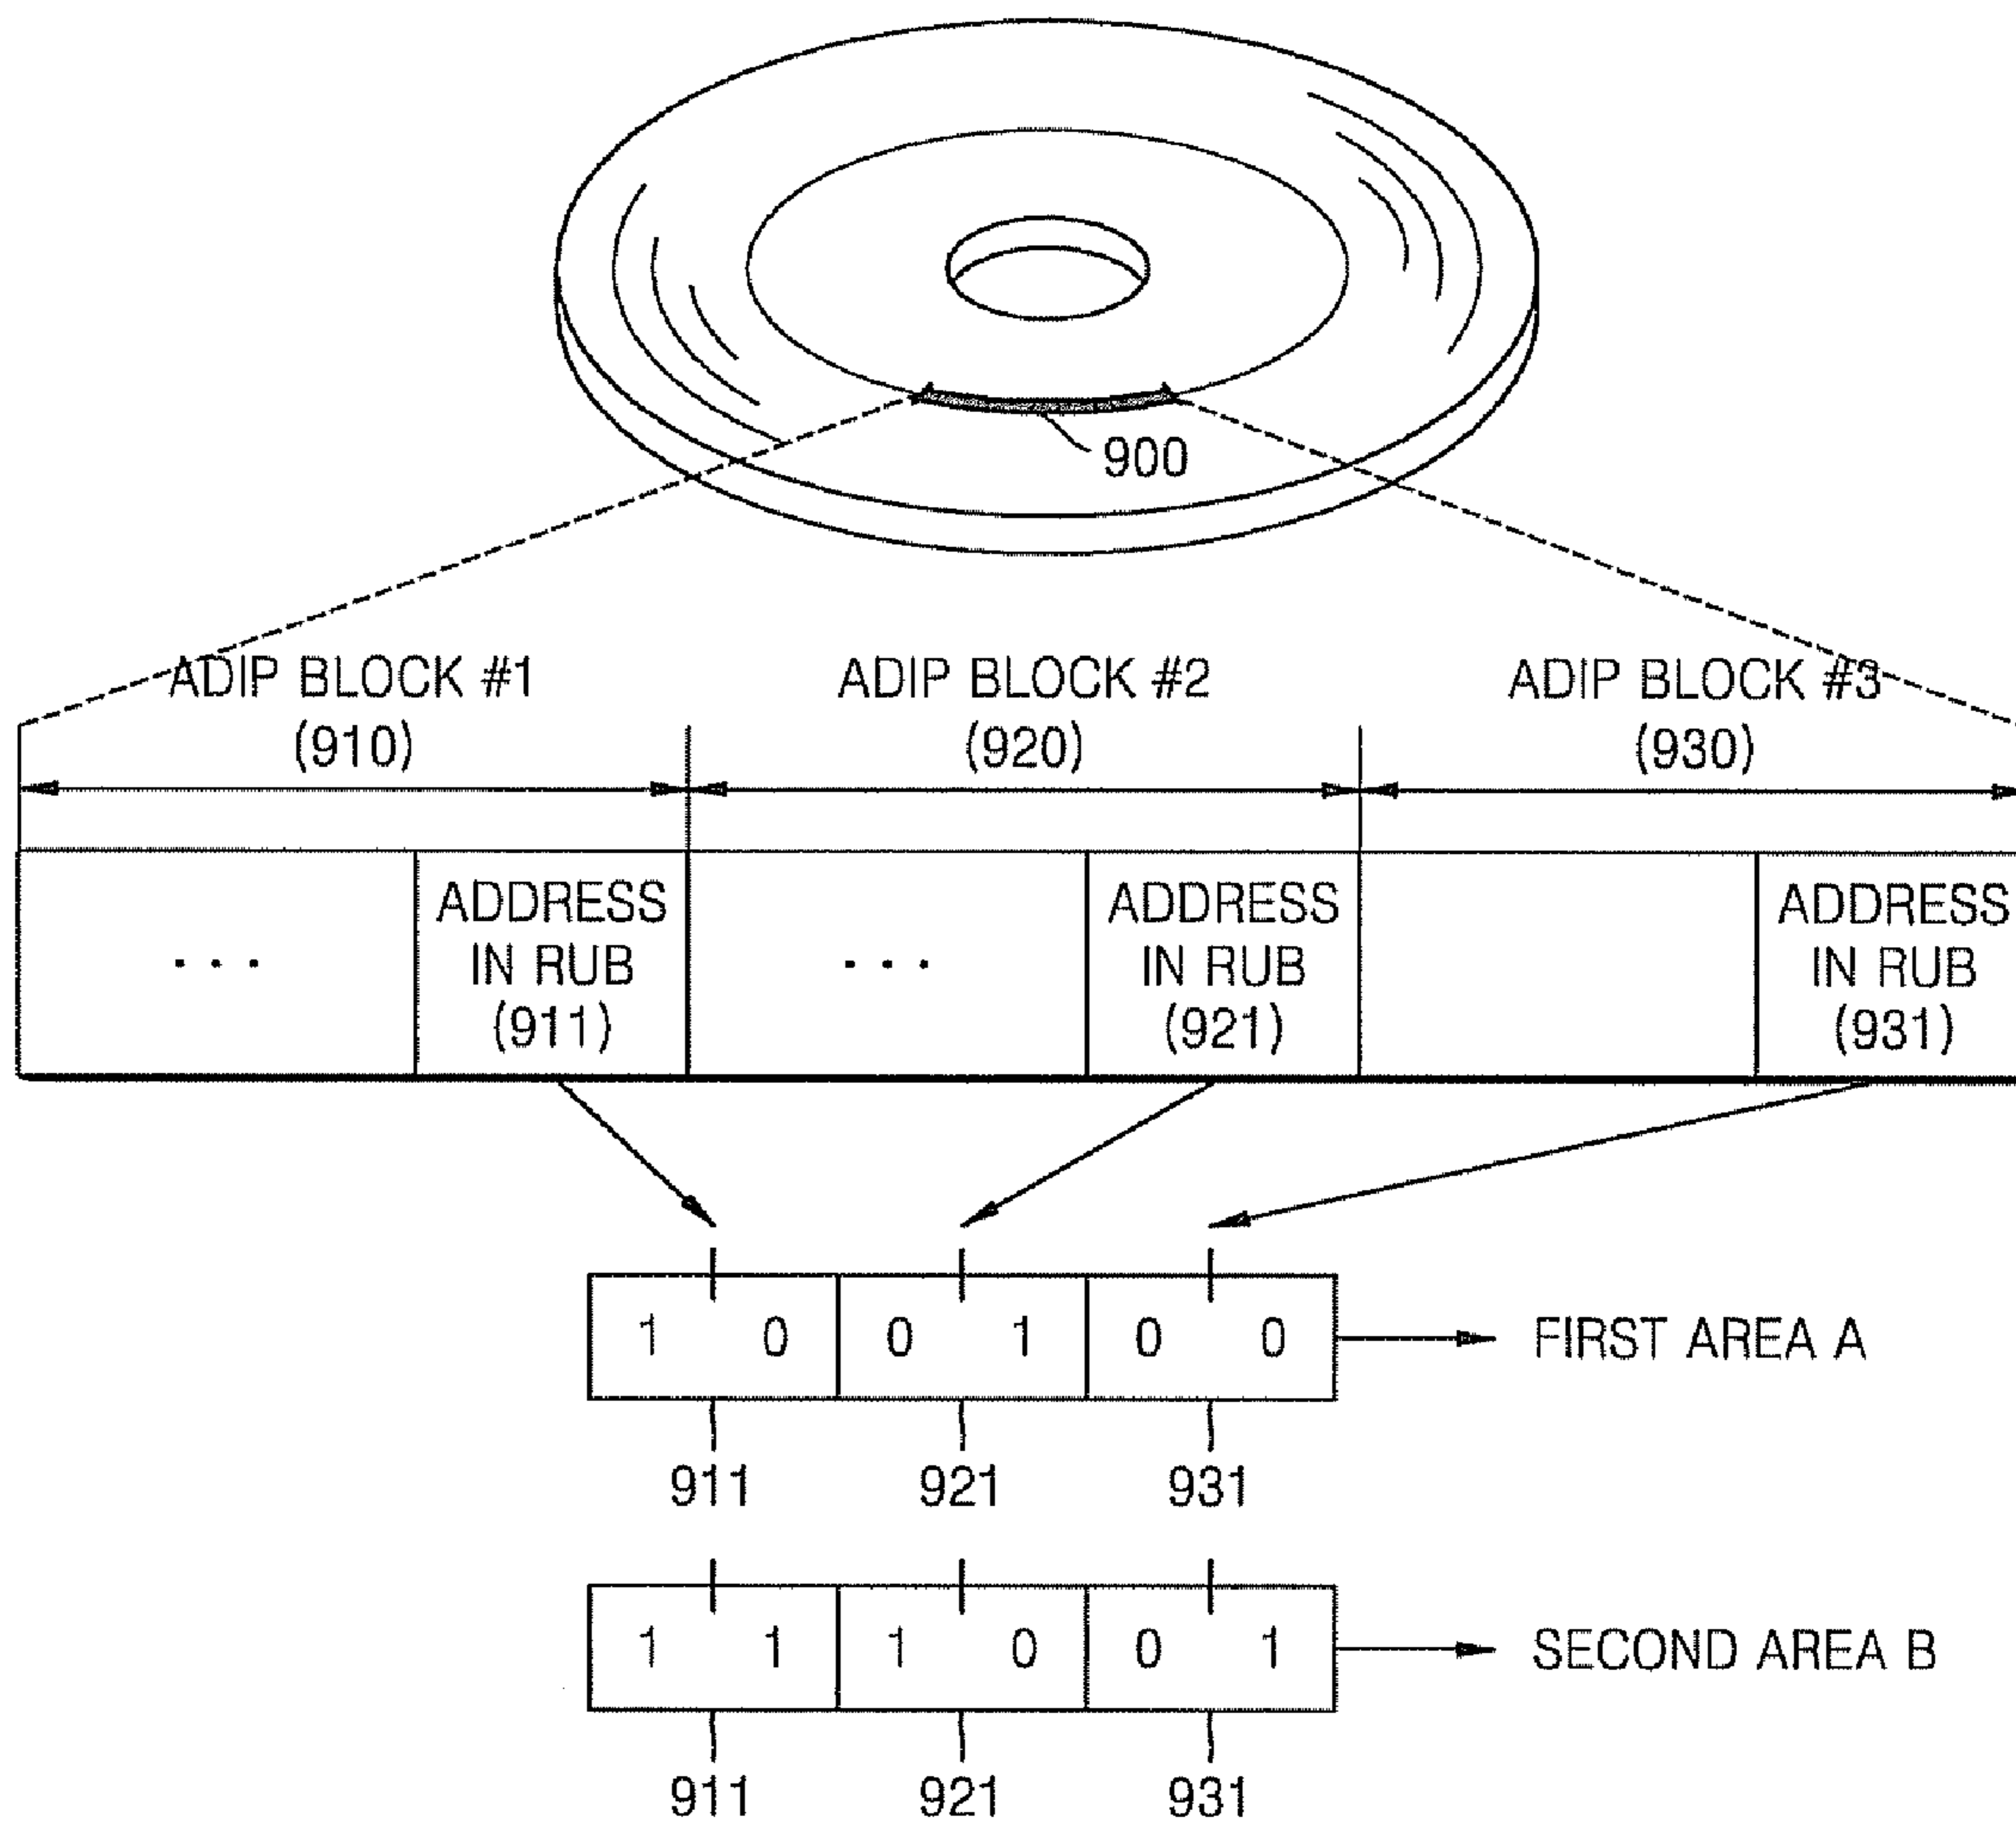 900
ADIP BLOCK #1 ADIP BLOCK #2 ADIP BLOCK #3
(910) (920) (930)
... ADDRESS IN RUB (911) ... ADDRESS IN RUB (921) ADDRESS IN RUB (931)
1 0 0 1 0 0 FIRST AREA A
911 921 931
1 1 1 0 0 1 SECOND AREA B
911 921 931